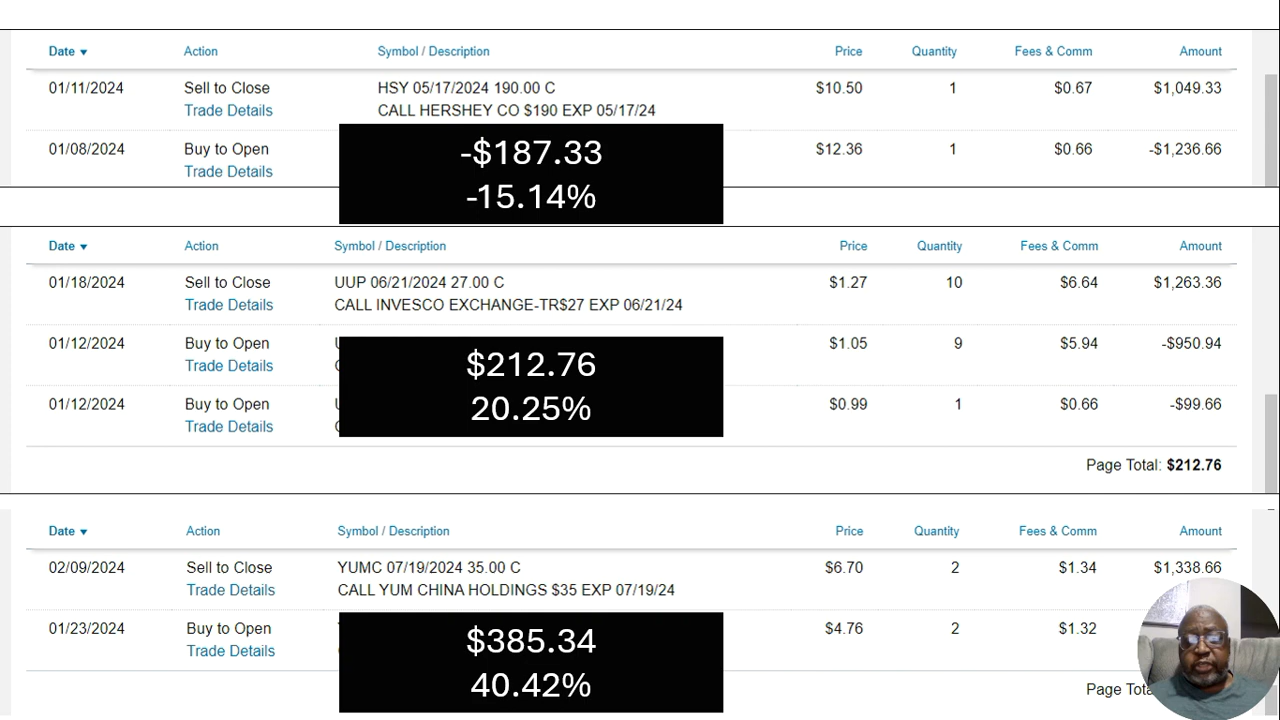 Date ▼ Action Symbol / Description Price Quantity Fees & Comm Amount
01/11/2024 Sell to Close HSY 05/17/2024 190.00 C $10.50 1 $0.67 $1,049.33
Trade Details CALL HERSHEY CO $190 EXP 05/17/24
01/08/2024 Buy to Open $12.36 1 $0.66 -$1,236.66
Trade Details
-$187.33
-15.14%
Date ▼ Action Symbol / Description Price Quantity Fees & Comm Amount
01/18/2024 Sell to Close UUP 06/21/2024 27.00 C $1.27 10 $6.64 $1,263.36
Trade Details CALL INVESCO EXCHANGE-TR$27 EXP 06/21/24
01/12/2024 Buy to Open $1.05 9 $5.94 -$950.94
Trade Details
$212.76
20.25%
01/12/2024 Buy to Open $0.99 1 $0.66 -$99.66
Trade Details
Page Total: $212.76
Date ▼ Action Symbol / Description Price Quantity Fees & Comm Amount
02/09/2024 Sell to Close YUMC 07/19/2024 35.00 C $6.70 2 $1.34 $1,338.66
Trade Details CALL YUM CHINA HOLDINGS $35 EXP 07/19/24
01/23/2024 Buy to Open $4.76 2 $1.32
Trade Details
$385.34
40.42%
Page